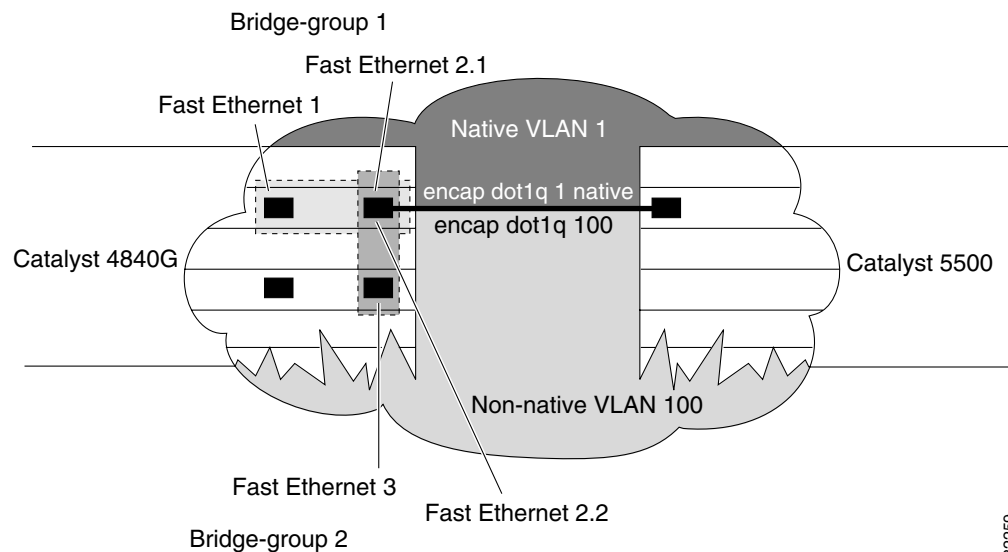 Bridge-group 1
Fast Ethernet 2.1
Fast Ethernet 1
Native VLAN 1
encap dot1q 1 native
encap dot1q 100
Catalyst 4840G
Catalyst 5500
Non-native VLAN 100
Fast Ethernet 3
Fast Ethernet 2.2
Bridge-group 2